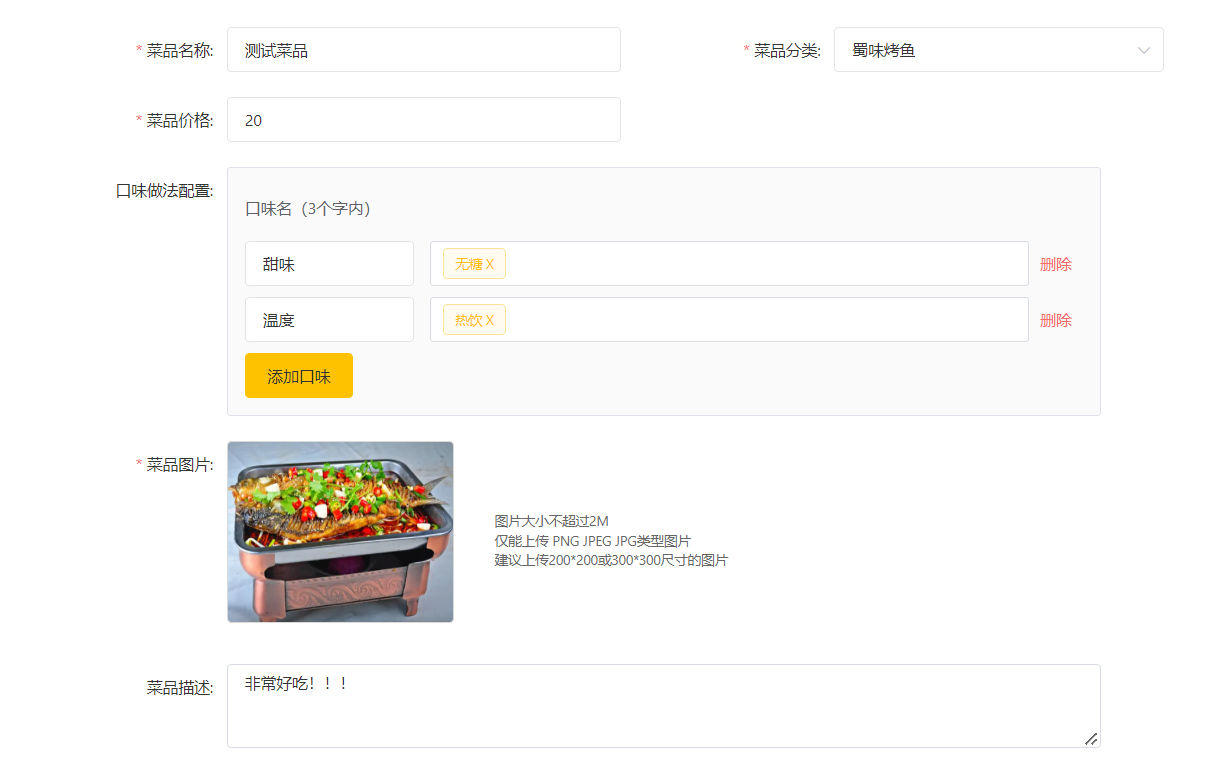 * 菜品名称: 测试菜品 * 菜品分类: 蜀味烤鱼
* 菜品价格: 20
口味做法配置:
口味名（3个字内）
甜味 无糖 X 删除
温度 热饮 X 删除
添加口味
* 菜品图片:
图片大小不超过2M
仅能上传 PNG JPEG JPG类型图片
建议上传200*200或300*300尺寸的图片
菜品描述: 非常好吃！！！